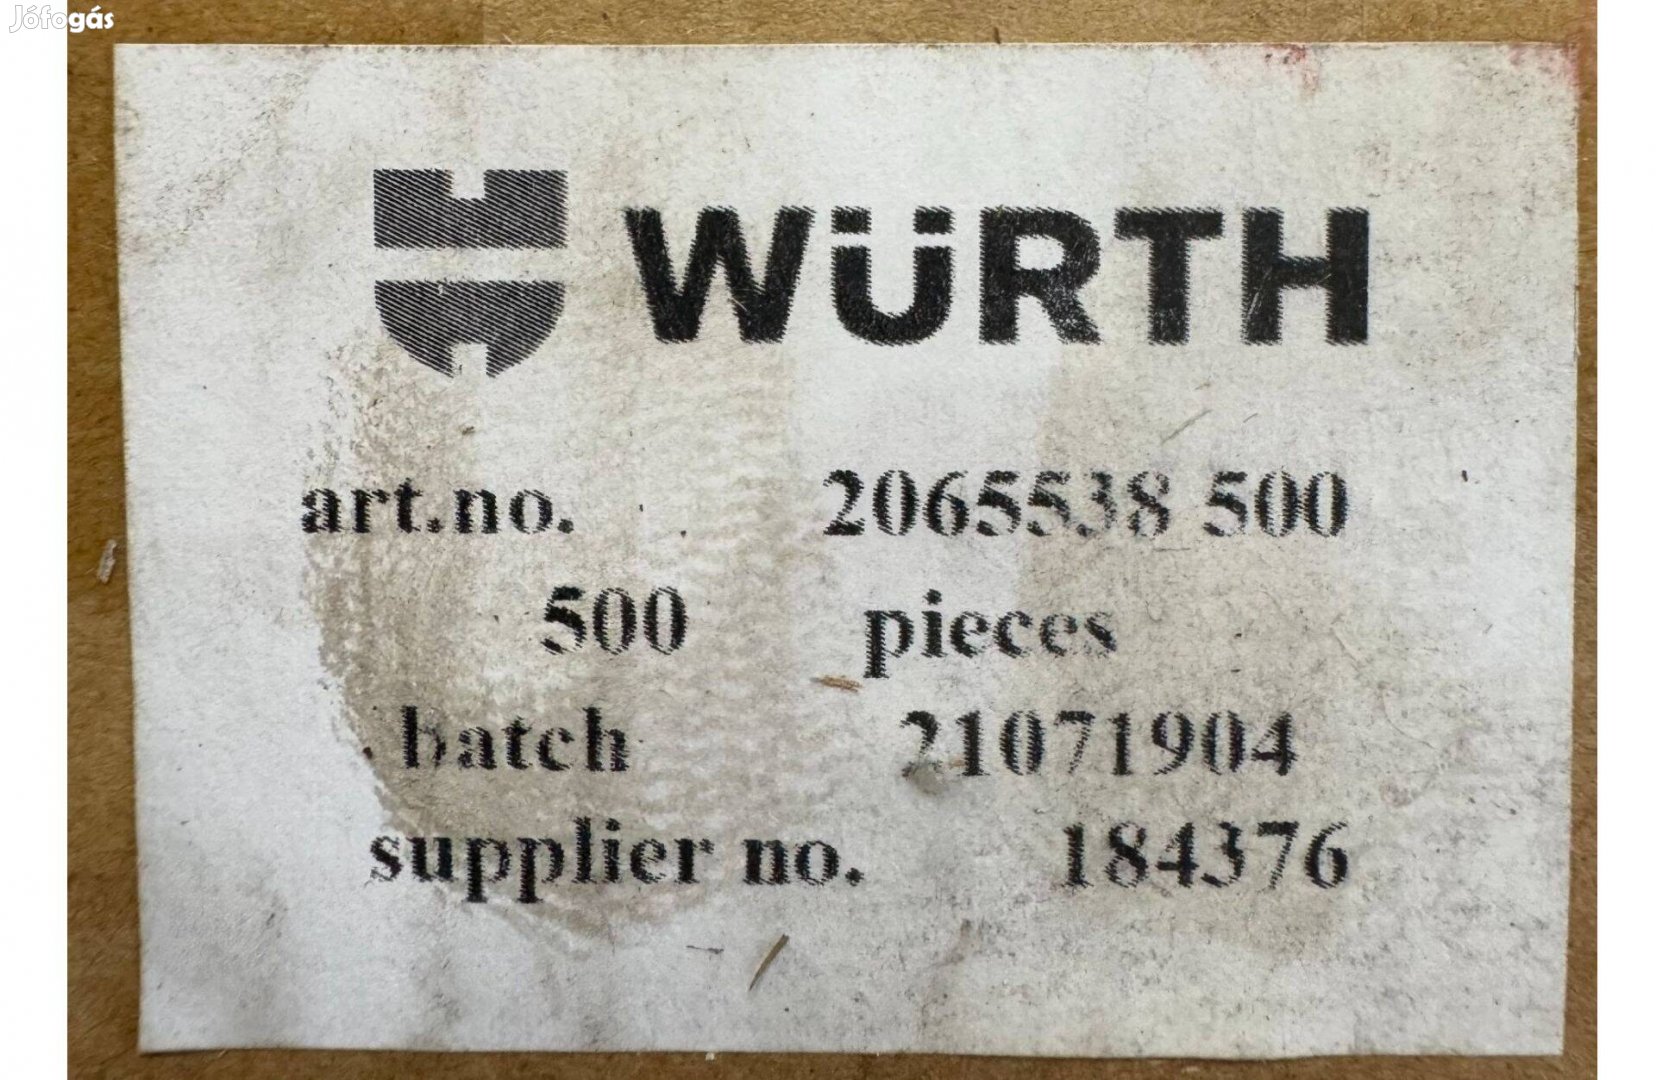 Jófogás
WÜRTH
art.no. 2065538 500
500 pieces
batch 21071904
supplier no. 184376